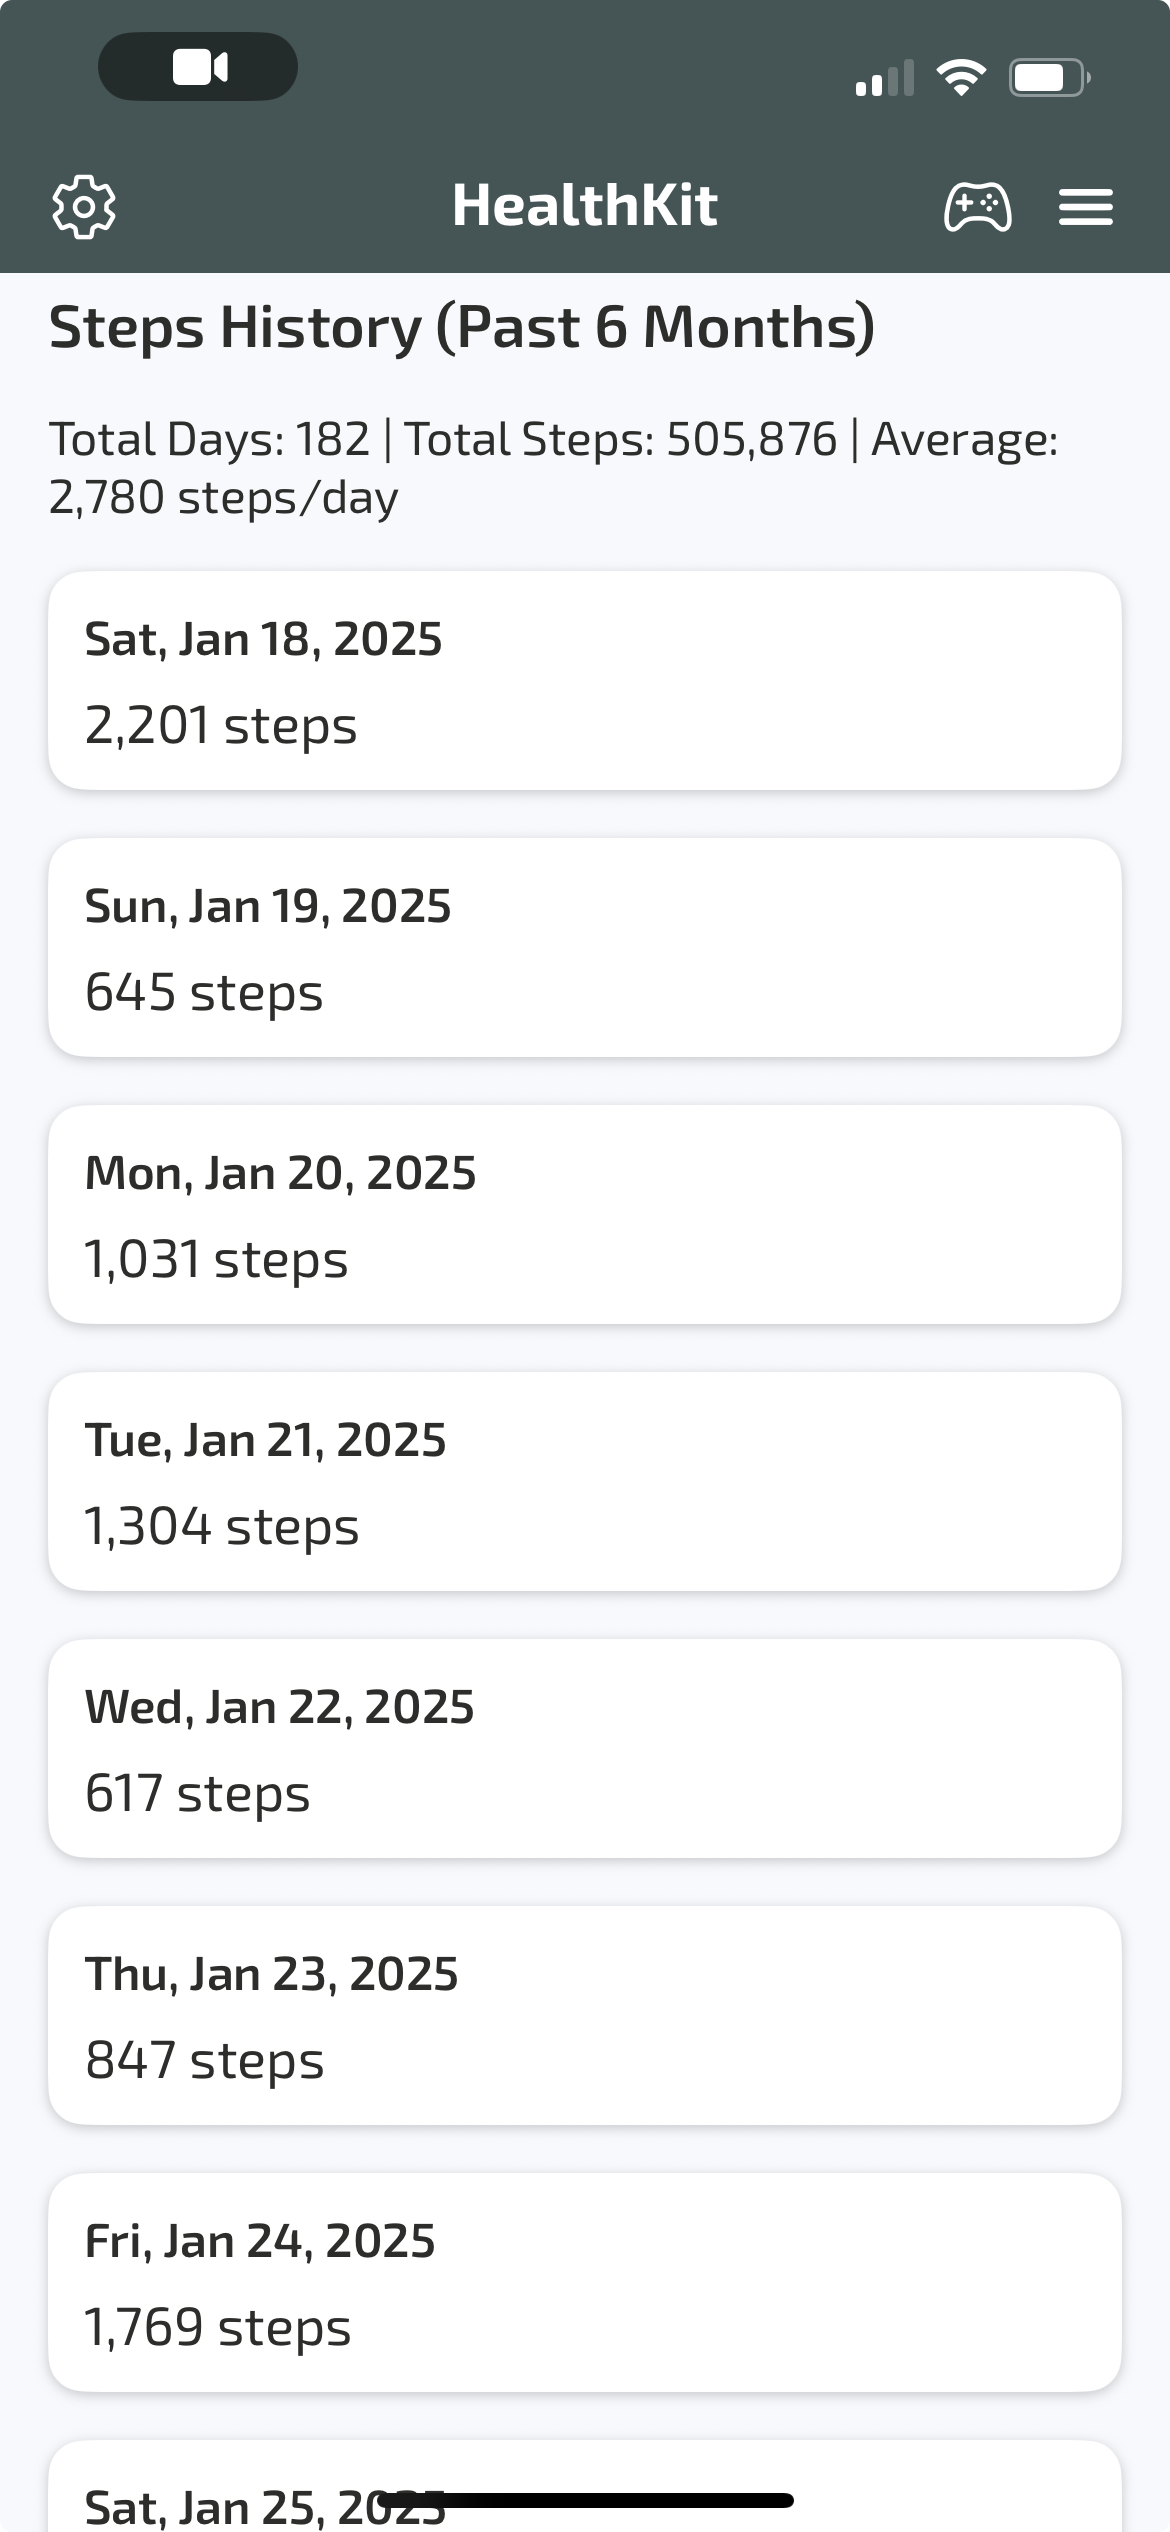 HealthKit
Steps History (Past 6 Months)
Total Days: 182 | Total Steps: 505,876 | Average:
2,780 steps/day
Sat, Jan 18, 2025
2,201 steps
Sun, Jan 19, 2025
645 steps
Mon, Jan 20, 2025
1,031 steps
Tue, Jan 21, 2025
1,304 steps
Wed, Jan 22, 2025
617 steps
Thu, Jan 23, 2025
847 steps
Fri, Jan 24, 2025
1,769 steps
Sat, Jan 25, 2025